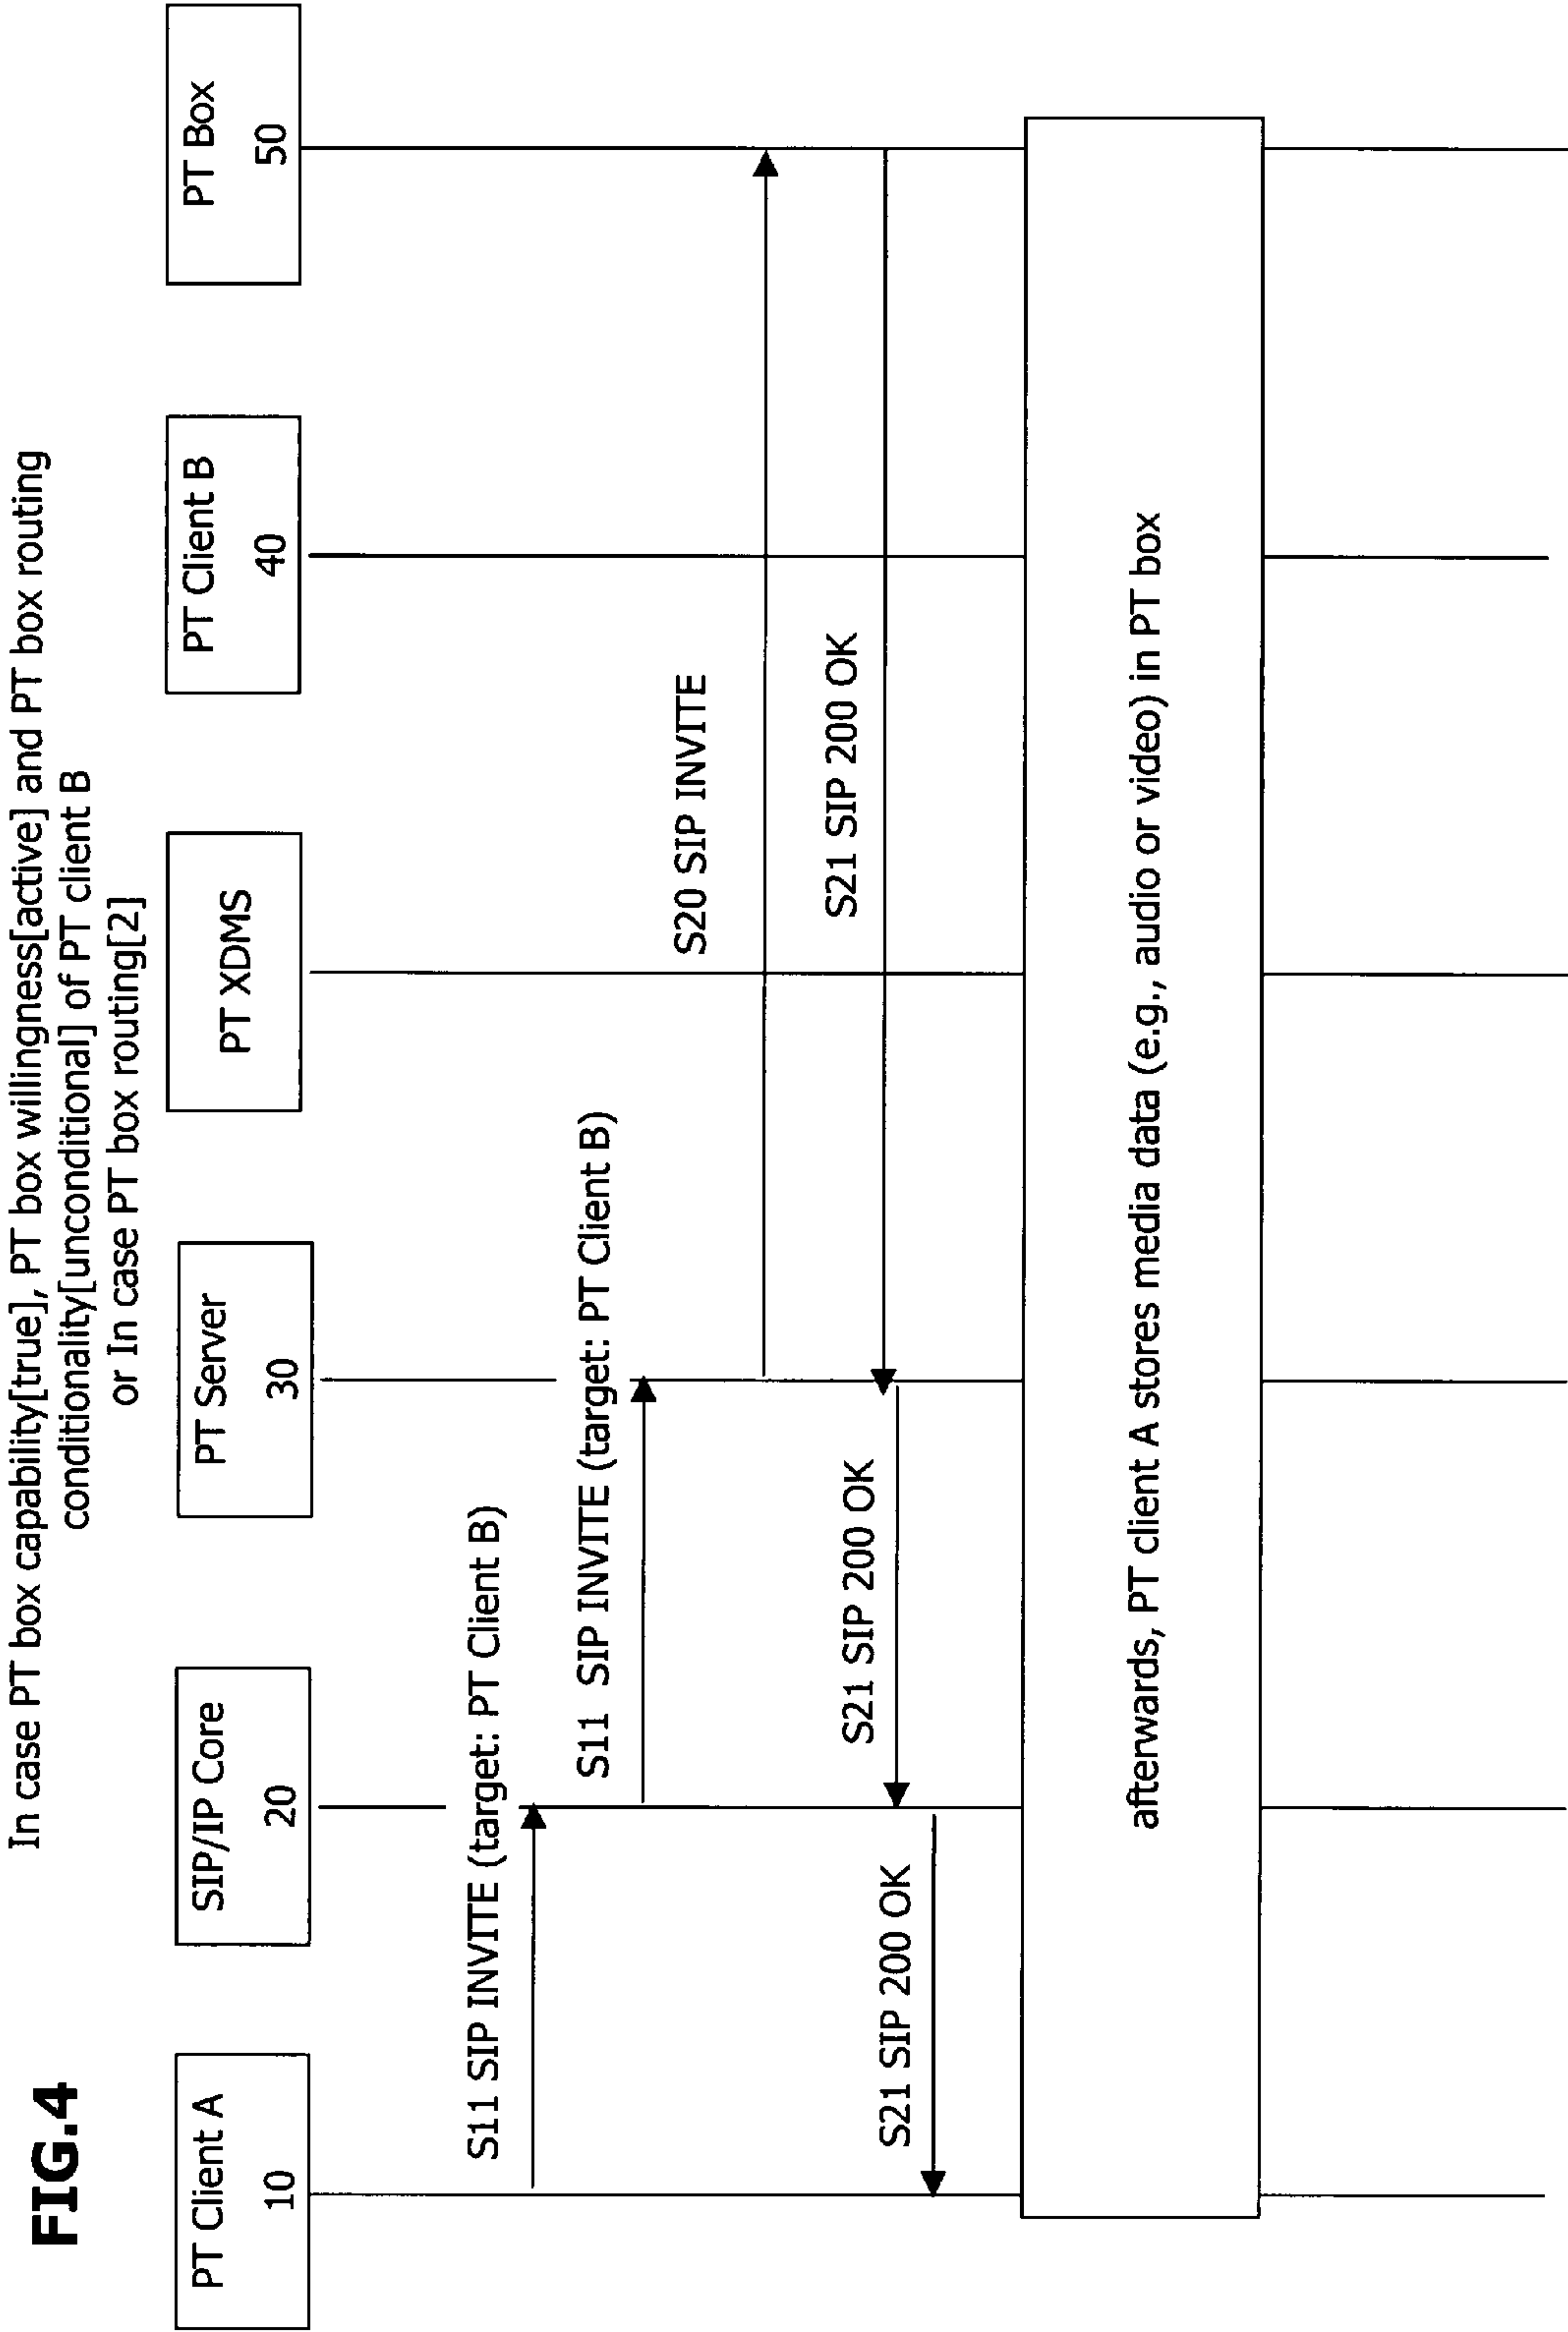 FIG.4
In case PT box capability[true], PT box willingness[active] and PT box routing
conditionality[unconditional] of PT client B
or In case PT box routing[2]
PT Client A
10
SIP/IP Core
20
PT Server
30
PT XDMS
PT Client B
40
PT Box
50
S11 SIP INVITE (target: PT Client B)
S11 SIP INVITE (target: PT Client B)
S20 SIP INVITE
S21 SIP 200 OK
S21 SIP 200 OK
S21 SIP 200 OK
afterwards, PT client A stores media data (e.g., audio or video) in PT box